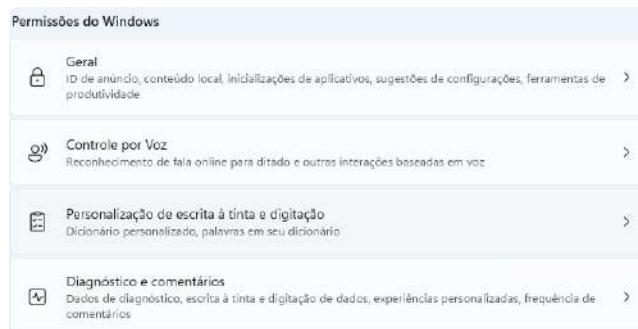 Permissões do Windows
Geral
ID de anúncio, conteúdo local, inicializações de aplicativos, sugestões de configurações, ferramentas de
produtividade
Controle por Voz
Reconhecimento de fala online para ditado e outras interações baseadas em voz
Personalização de escrita à tinta e digitação
Dicionário personalizado, palavras em seu dicionário
Diagnóstico e comentários
Dados de diagnóstico, escrita à tinta e digitação de dados, experiências personalizadas, frequência de
comentários